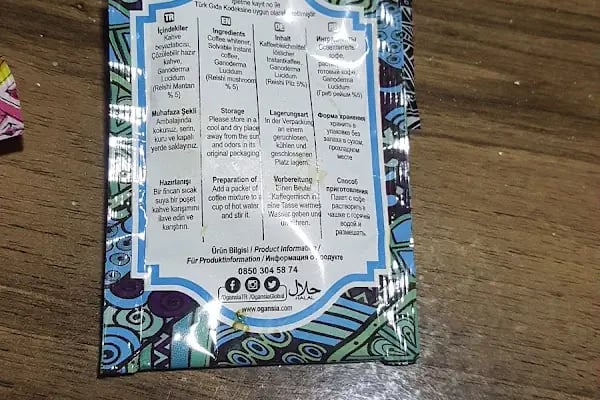 işletme kayıt no ile
Türk Gıda Kodeksine uygun olarak üretilmiştir.
TR
İçindekiler
Kahve
beyazlatıcısı,
Çözülebilir hazır
kahve,
Ganoderma
Lucidum
(Reishi Mantarı
% 5)
EN
Ingredients
Coffee whitener,
Solvable instant
coffee,
Ganoderma
Lucidum
(Reishi mushroom
% 5)
Inhalt
Kaffeebleichmittel
löslicher
Instantkaffee,
Ganoderma
Lucidum
(Reishi Pilz 5%)
Ингредиенты
Осветлитель
кофе,
готовый кофе,
Ganoderma
Lucidum
(Гриб рейши %5)
Muhafaza Şekli
Ambalajında
kokusuz, serin,
kuru ve kapalı
yerde saklayınız.
Storage
Please store in a
cool and dry place
away from the sun
and odors in its
original packaging.
Lagerungsart
In der Verpackung
an einem
geruchlosen,
kühlen und
geschlossenen
Platz lagern.
Форма хранения
хранить в
упаковке без
запаха в сухом,
прохладном
месте
Hazırlanışı
Bir fincan sıcak
suya bir poşet
kahve karışımını
ilave edin ve
karıştırın.
Preparation of
Add a packet of
coffee mixture to a
cup of hot water
and stir it.
Vorbereitung
Einen Beutel
Kaffegemisch in
eine Tasse warmes
Wasser geben und
Способ
приготовления
Пакет с кофе
растворить в
чашке с горячей
водой и
размешать.
Ürün Bilgisi / Product Information /
Für Produktinformation / Информация о продукте
0850 304 58 74
/OgansiaTR /OgansiaGlobal
حلال
HALAL
www.ogansia.com